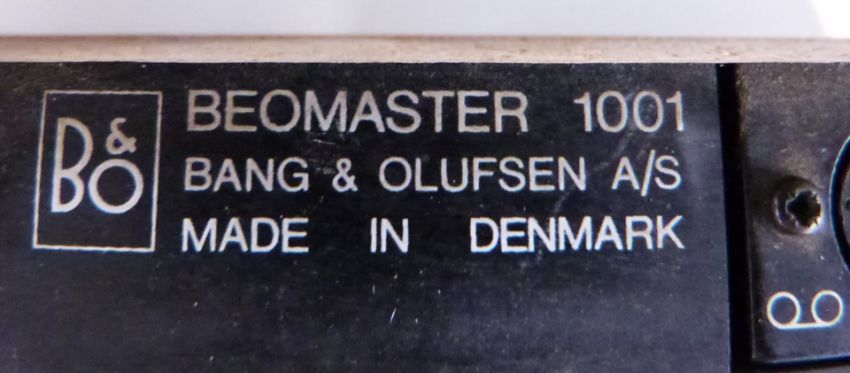 B&O
BEOMASTER 1001
BANG & OLUFSEN A/S
MADE IN DENMARK